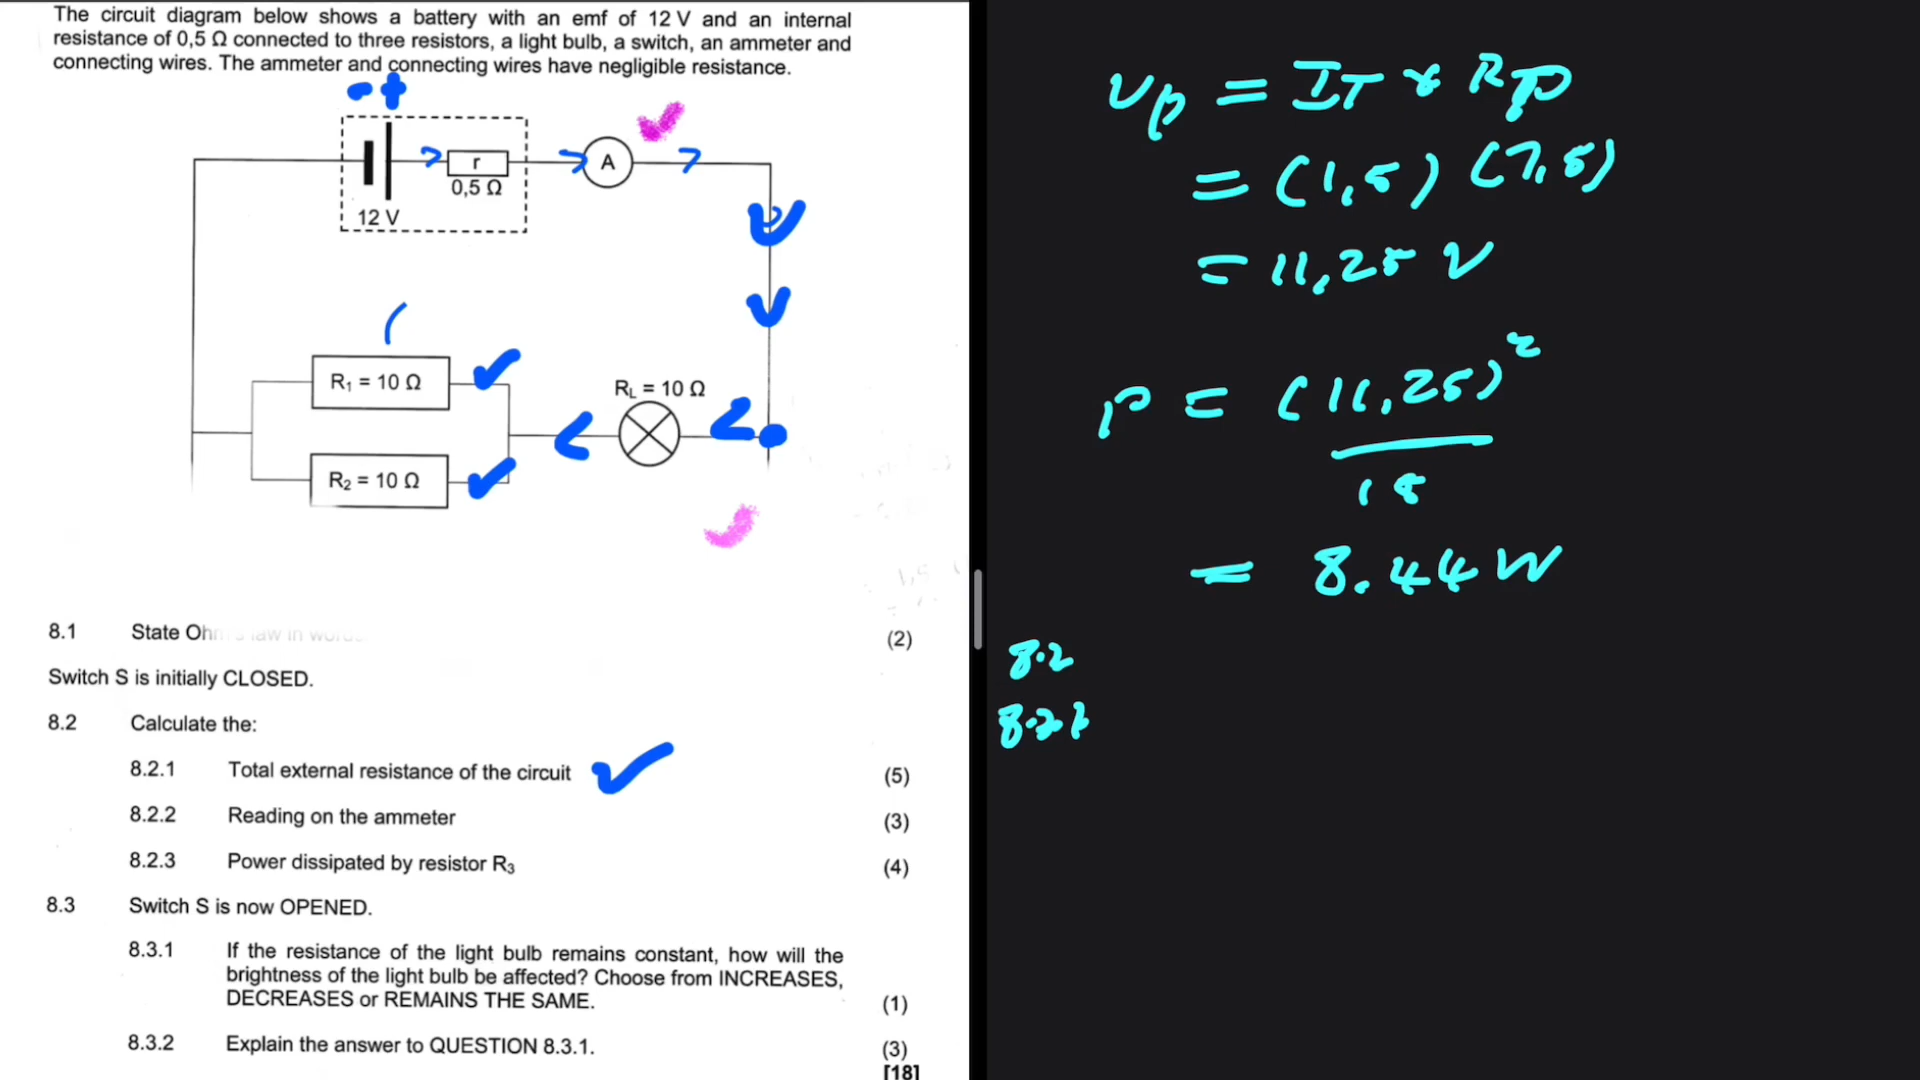 The circuit diagram below shows a battery with an emf of 12 V and an internal
resistance of 0,5 Ω connected to three resistors, a light bulb, a switch, an ammeter and
connecting wires. The ammeter and connecting wires have negligible resistance.
- +
r
0,5 Ω
A
12 V
R₁ = 10 Ω
R_L = 10 Ω
R₂ = 10 Ω
8.1 State Ohm's law in words. (2)
Switch S is initially CLOSED.
8.2 Calculate the:
8.2.1 Total external resistance of the circuit (5)
8.2.2 Reading on the ammeter (3)
8.2.3 Power dissipated by resistor R₃ (4)
8.3 Switch S is now OPENED.
8.3.1 If the resistance of the light bulb remains constant, how will the
brightness of the light bulb be affected? Choose from INCREASES,
DECREASES or REMAINS THE SAME. (1)
8.3.2 Explain the answer to QUESTION 8.3.1. (3)
[18]
Vp = IT × Rp
= (1,5) (7,5)
= 11,25 V
P = (11,25)²
15
= 8.44 W
8.2